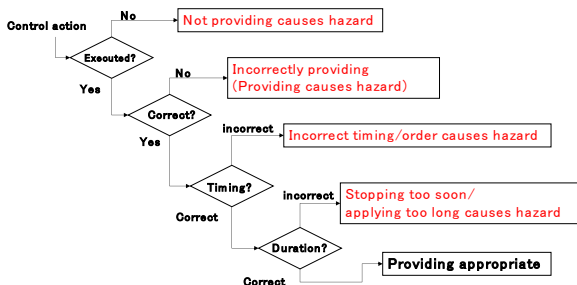 No
Not providing causes hazard
Control action
Executed?
No
Incorrectly providing
(Providing causes hazard)
Yes
Correct?
incorrect
Incorrect timing/order causes hazard
Yes
Timing?
incorrect
Stopping too soon/
applying too long causes hazard
Correct
Duration?
Providing appropriate
Correct